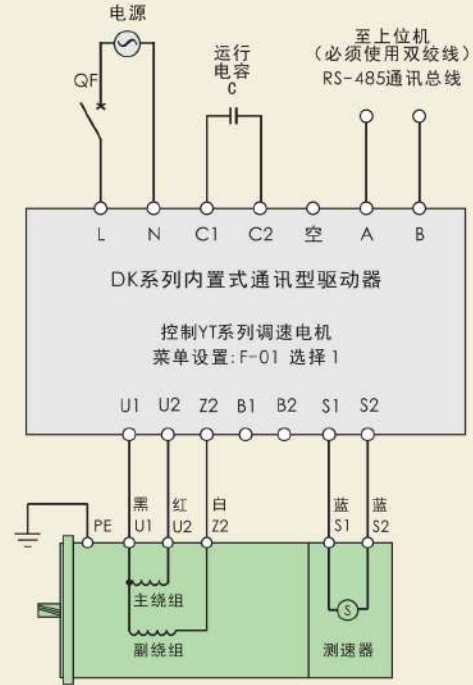 电源
QF
运行
电容
C
至上位机
（必须使用双绞线）
RS-485通讯总线
L N C1 C2 空 A B
DK系列内置式通讯型驱动器
控制YT系列调速电机
菜单设置:F-01 选择1
U1 U2 Z2 B1 B2 S1 S2
黑 红 白 蓝 蓝
PE U1 U2 Z2 S1 S2
主绕组
S
副绕组 测速器